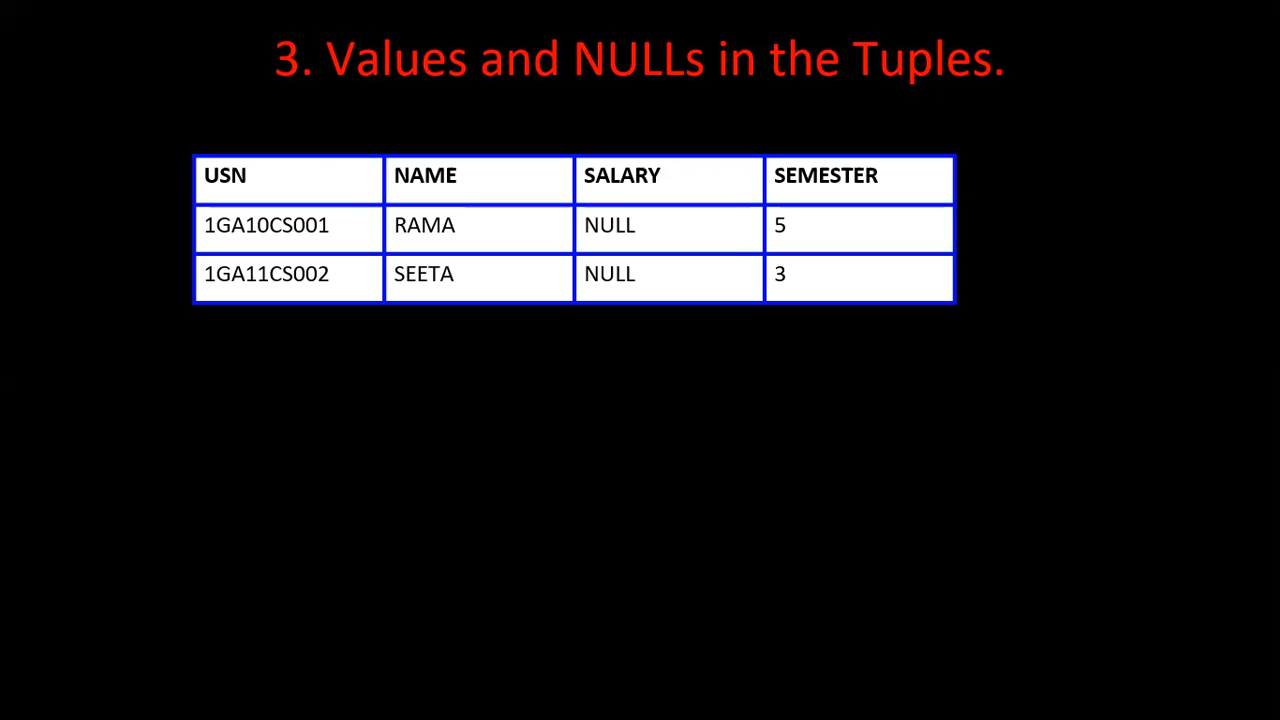 3. Values and NULLs in the Tuples.
USN NAME SALARY SEMESTER
1GA10CS001 RAMA NULL 5
1GA11CS002 SEETA NULL 3